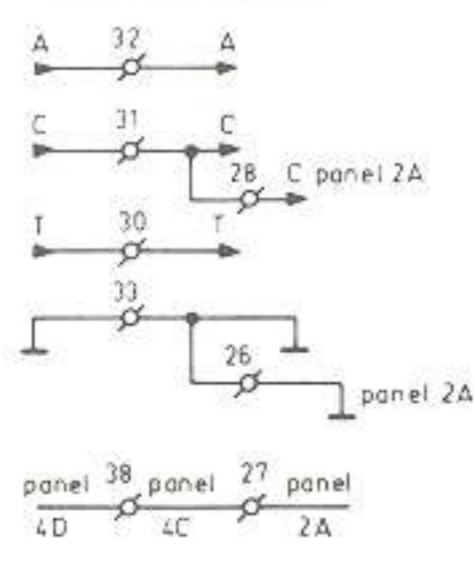 A 32 A
C 31 C
28 C panel 2A
T 30 T
33
26
panel 2A
panel 38 panel 27 panel
4D 4C 2A